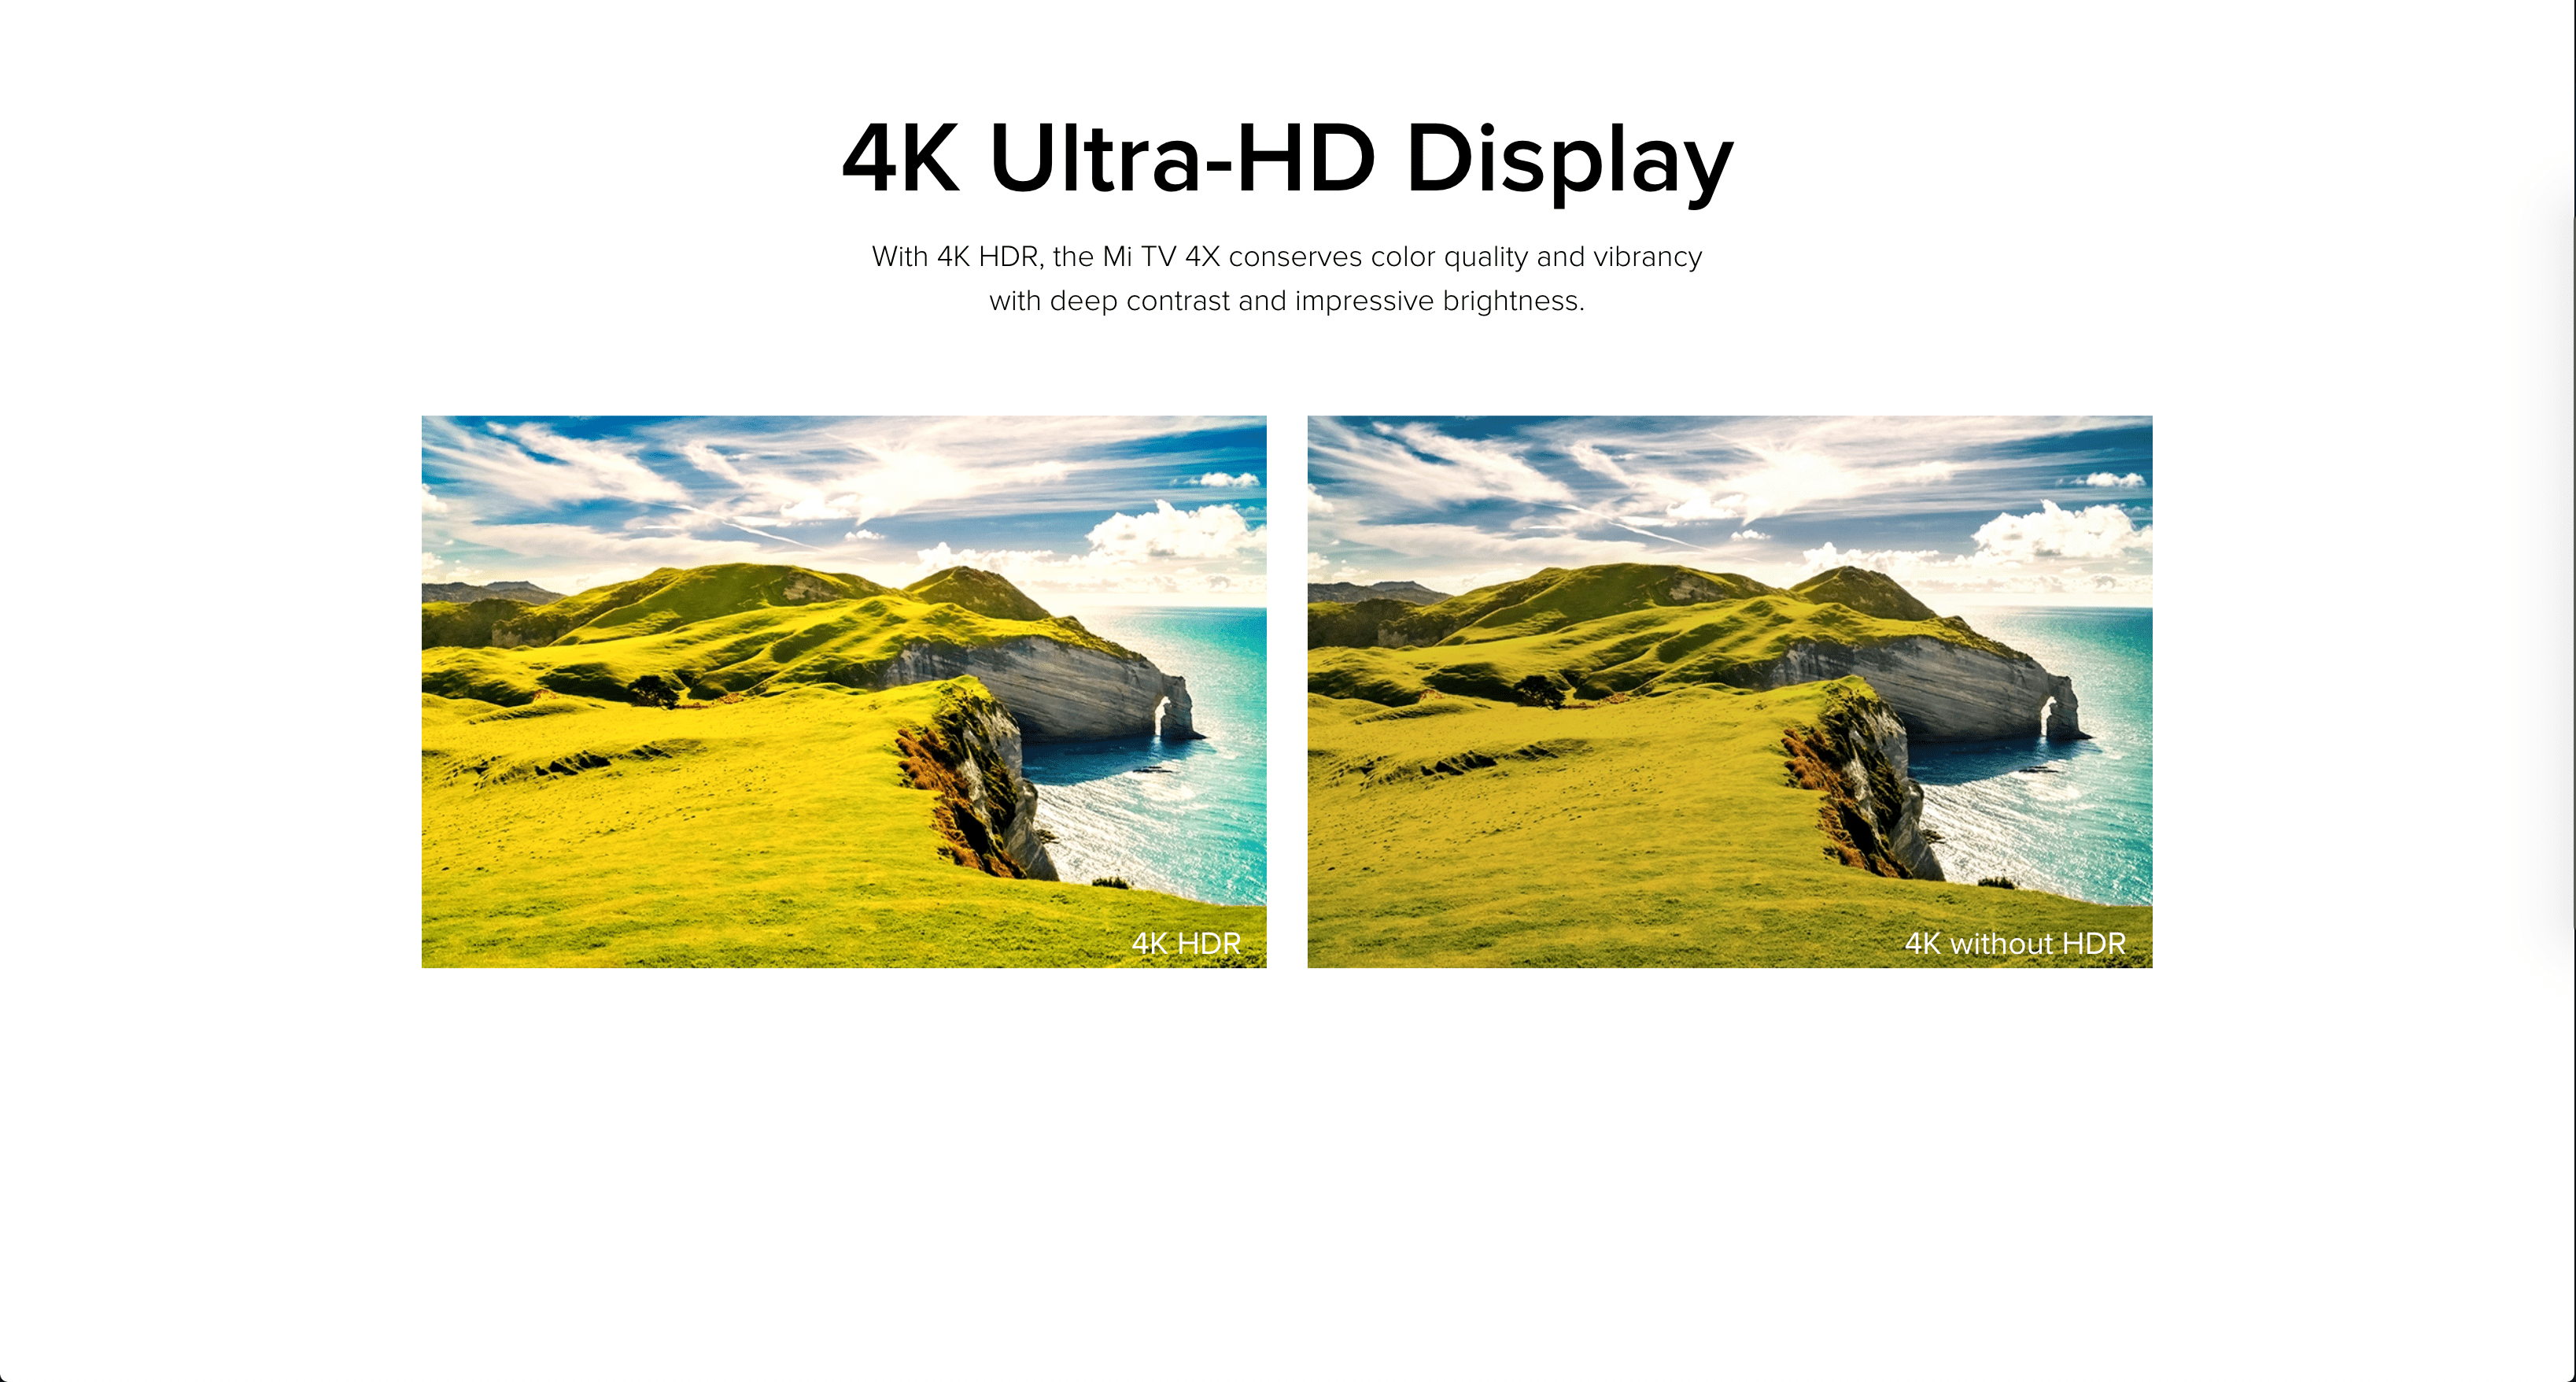 4K Ultra-HD Display
With 4K HDR, the Mi TV 4X conserves color quality and vibrancy
with deep contrast and impressive brightness.
4K HDR
4K without HDR